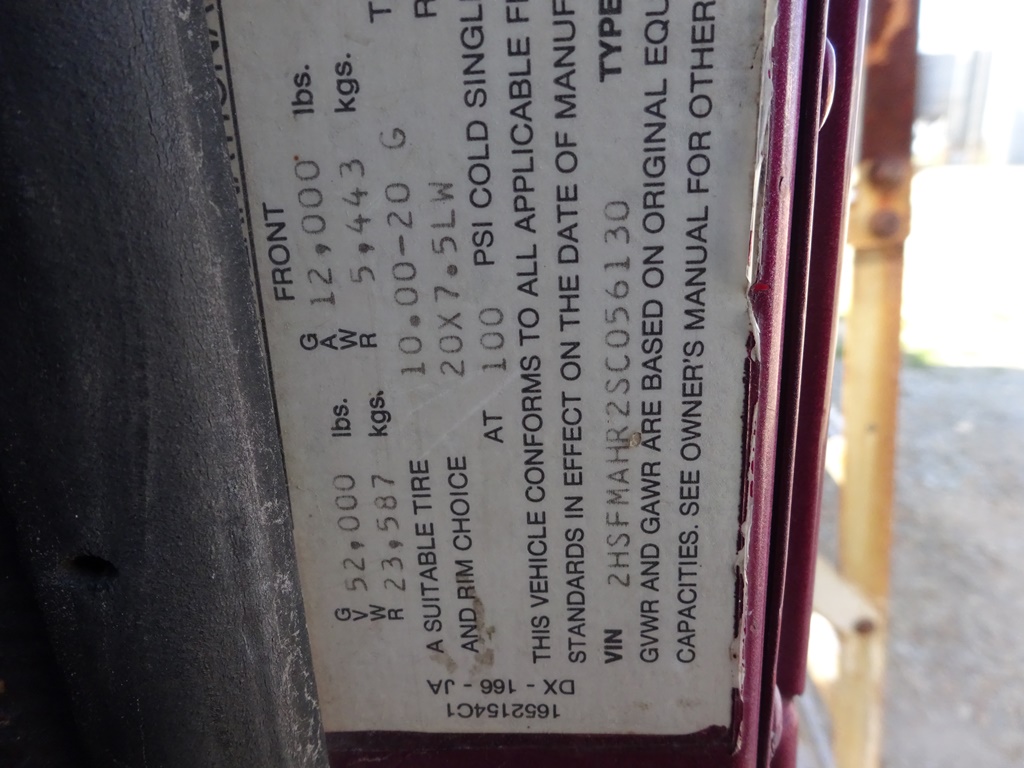 FRONT
GVWR 52,000 lbs. GAWR 12,000 lbs.
23,587 kgs. 5,443 kgs.
A SUITABLE TIRE 10.00-20 G
AND RIM CHOICE 20X7.5LW
AT 100 PSI COLD SINGL
THIS VEHICLE CONFORMS TO ALL APPLICABLE F
STANDARDS IN EFFECT ON THE DATE OF MANUF
VIN 2HSFMAHR2SC056130 TYPE
GVWR AND GAWR ARE BASED ON ORIGINAL EQU
CAPACITIES. SEE OWNER'S MANUAL FOR OTHER
1652154C1
DX - 166 - JA